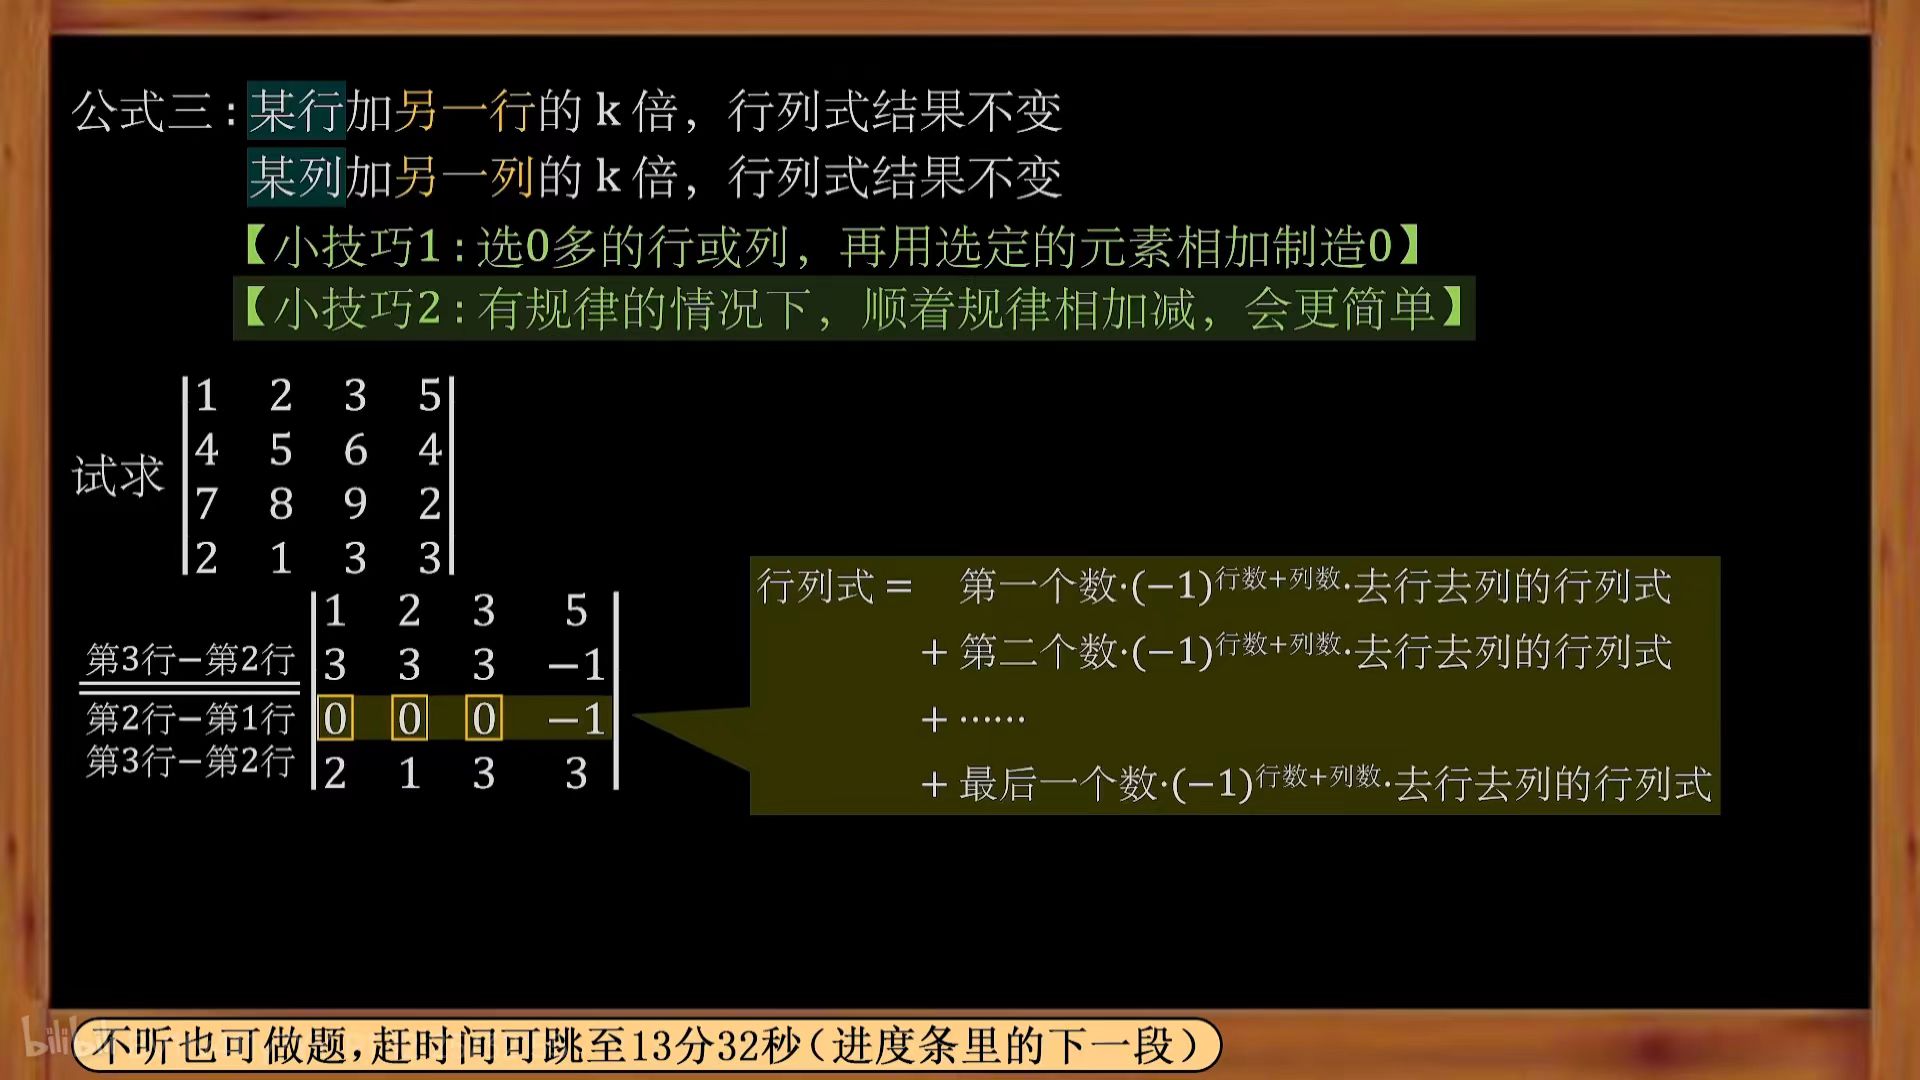 公式三：某行加另一行的 k 倍，行列式结果不变
某列加另一列的 k 倍，行列式结果不变
【小技巧1：选0多的行或列，再用选定的元素相加制造0】
【小技巧2：有规律的情况下，顺着规律相加减，会更简单】
试求
1 2 3 5
4 5 6 4
7 8 9 2
2 1 3 3
第3行−第2行
第2行−第1行
第3行−第2行
1 2 3 5
3 3 3 −1
0 0 0 −1
2 1 3 3
行列式 = 第一个数·(−1)^行数+列数·去行去列的行列式
+ 第二个数·(−1)^行数+列数·去行去列的行列式
+ ······
+ 最后一个数·(−1)^行数+列数·去行去列的行列式
不听也可做题，赶时间可跳至13分32秒（进度条里的下一段）